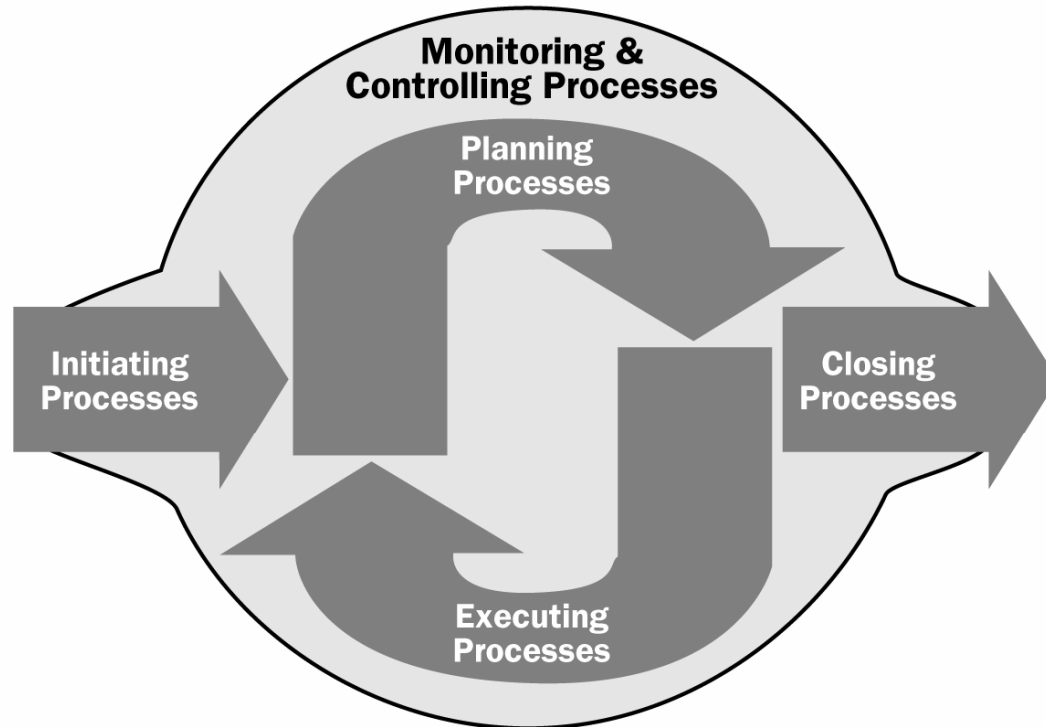 Monitoring &
Controlling Processes
Planning
Processes
Initiating
Processes
Closing
Processes
Executing
Processes